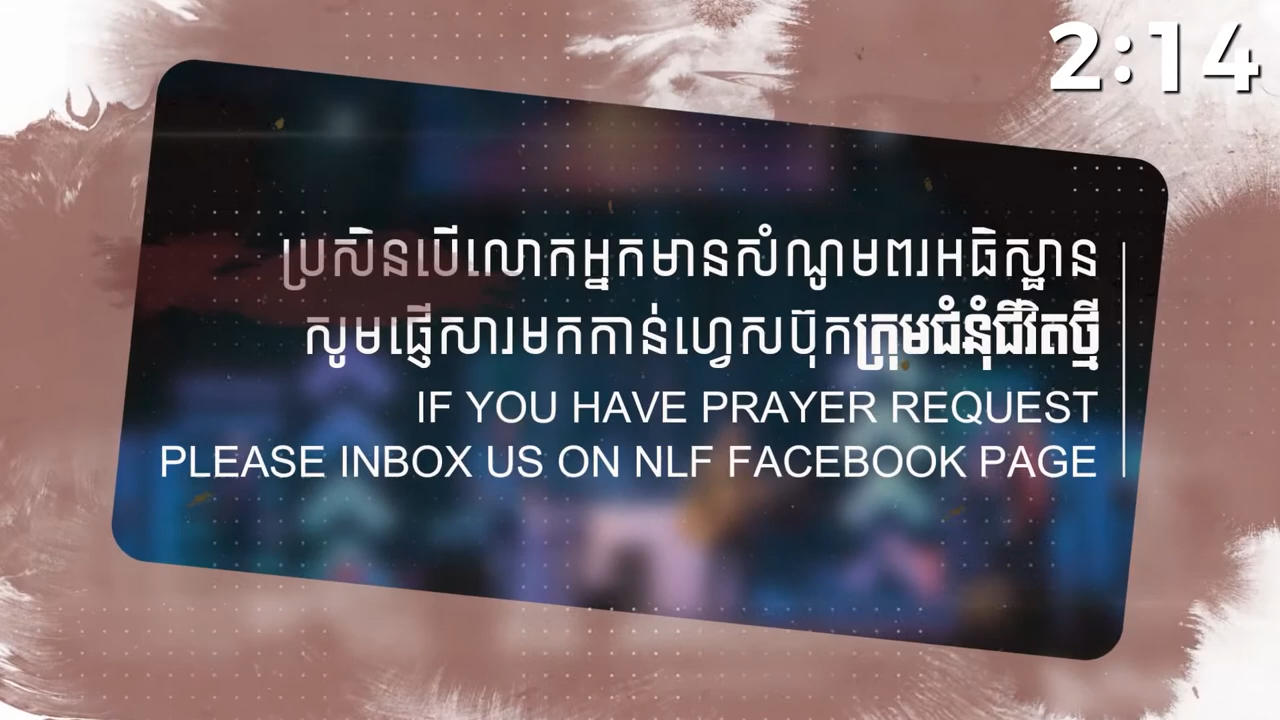 2:14
ប្រសិនបើលោកអ្នកមានសំណូមពរអធិស្ឋាន
សូមផ្ញើសារមកកាន់ហ្វេសប៊ុកក្រុមជំនុំជីវិតថ្មី
IF YOU HAVE PRAYER REQUEST
PLEASE INBOX US ON NLF FACEBOOK PAGE